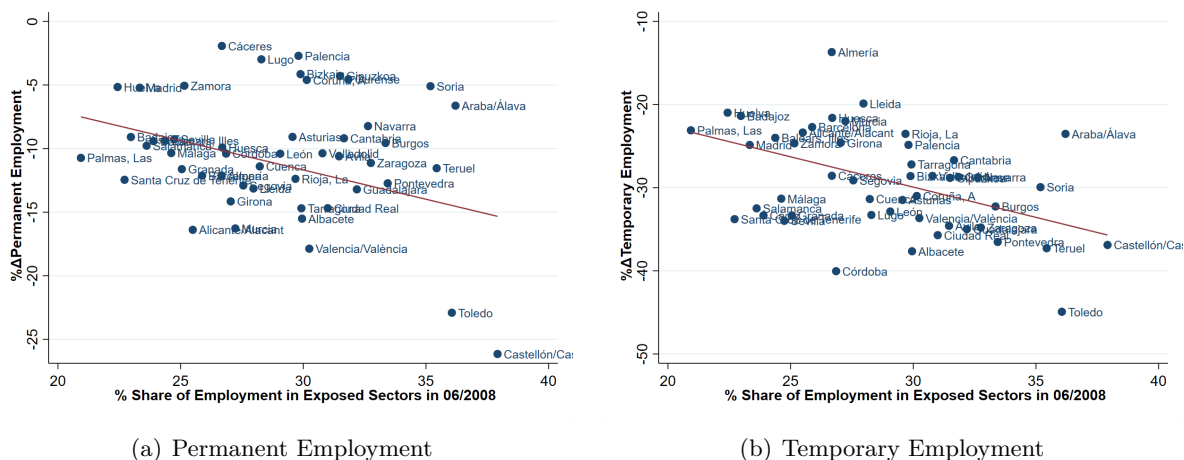 0
-5
-10
-15
-20
-25
%ΔPermanent Employment
Cáceres
Lugo
Palencia
Bizkaia
Gipuzkoa
Coruña, A
Ourense
Huelva
Madrid
Zamora
Soria
Araba/Álava
Navarra
Badajoz
Sevilla
Salamanca
Asturias
Cantabria
Burgos
Málaga
Huesca
Córdoba
León
Valladolid
Ávila
Palmas, Las
Granada
Cuenca
Zaragoza
Teruel
Santa Cruz de Tenerife
Segovia
Lleida
Rioja, La
Guadalajara
Pontevedra
Girona
Tarragona
Ciudad Real
Albacete
Alicante/Alacant
Murcia
Valencia/València
Toledo
Castellón/Cas
20
25
30
35
40
% Share of Employment in Exposed Sectors in 06/2008
(a) Permanent Employment
-10
-20
-30
-40
-50
%ΔTemporary Employment
Almería
Lleida
Huelva
Badajoz
Huesca
Murcia
Palmas, Las
Barcelona
Alicante/Alacant
Rioja, La
Araba/Álava
Madrid
Balears, Illes
Zamora
Girona
Palencia
Cantabria
Tarragona
Cáceres
Segovia
Bizkaia
Navarra
Soria
Málaga
Cuenca
Asturias
Coruña, A
Salamanca
Burgos
Santa Cruz de Tenerife
Granada
Sevilla
Lugo
León
Valencia/València
Ávila
Zaragoza
Guadalajara
Ciudad Real
Pontevedra
Albacete
Teruel
Castellón/Cas
Córdoba
Toledo
20
25
30
35
40
% Share of Employment in Exposed Sectors in 06/2008
(b) Temporary Employment